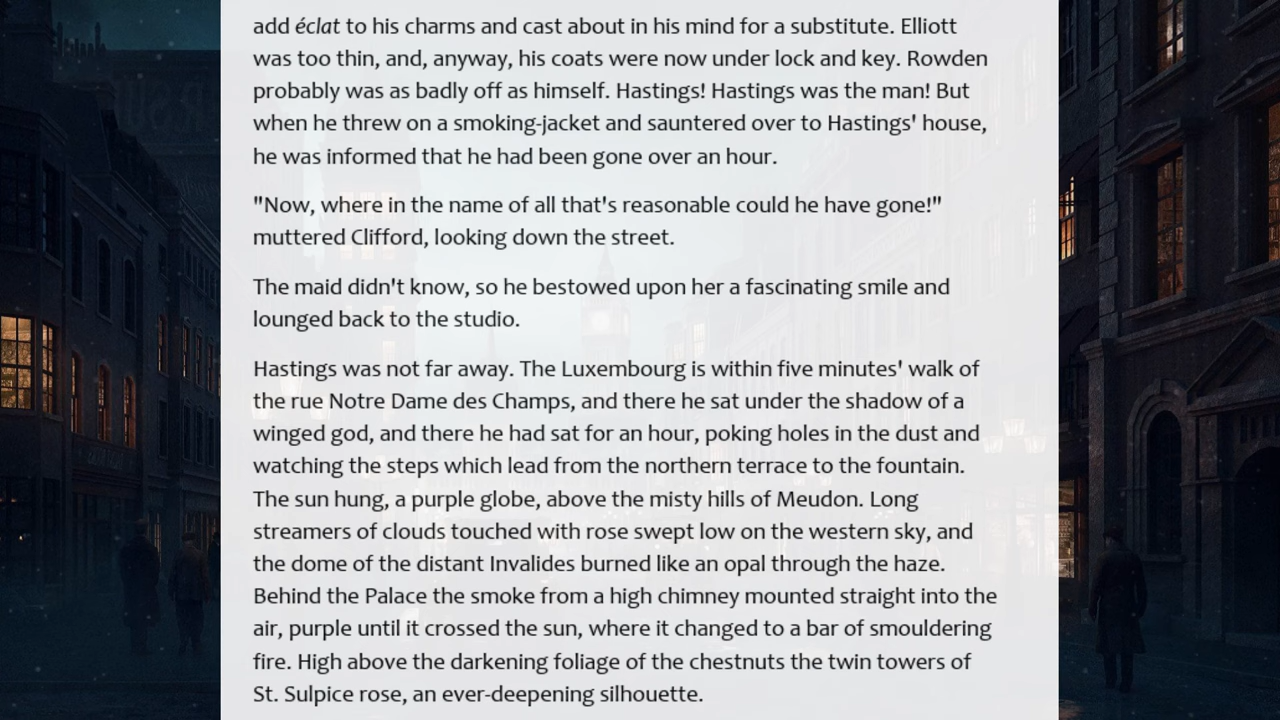 add éclat to his charms and cast about in his mind for a substitute. Elliott
was too thin, and, anyway, his coats were now under lock and key. Rowden
probably was as badly off as himself. Hastings! Hastings was the man! But
when he threw on a smoking-jacket and sauntered over to Hastings' house,
he was informed that he had been gone over an hour.
"Now, where in the name of all that's reasonable could he have gone!"
muttered Clifford, looking down the street.
The maid didn't know, so he bestowed upon her a fascinating smile and
lounged back to the studio.
Hastings was not far away. The Luxembourg is within five minutes' walk of
the rue Notre Dame des Champs, and there he sat under the shadow of a
winged god, and there he had sat for an hour, poking holes in the dust and
watching the steps which lead from the northern terrace to the fountain.
The sun hung, a purple globe, above the misty hills of Meudon. Long
streamers of clouds touched with rose swept low on the western sky, and
the dome of the distant Invalides burned like an opal through the haze.
Behind the Palace the smoke from a high chimney mounted straight into the
air, purple until it crossed the sun, where it changed to a bar of smouldering
fire. High above the darkening foliage of the chestnuts the twin towers of
St. Sulpice rose, an ever-deepening silhouette.